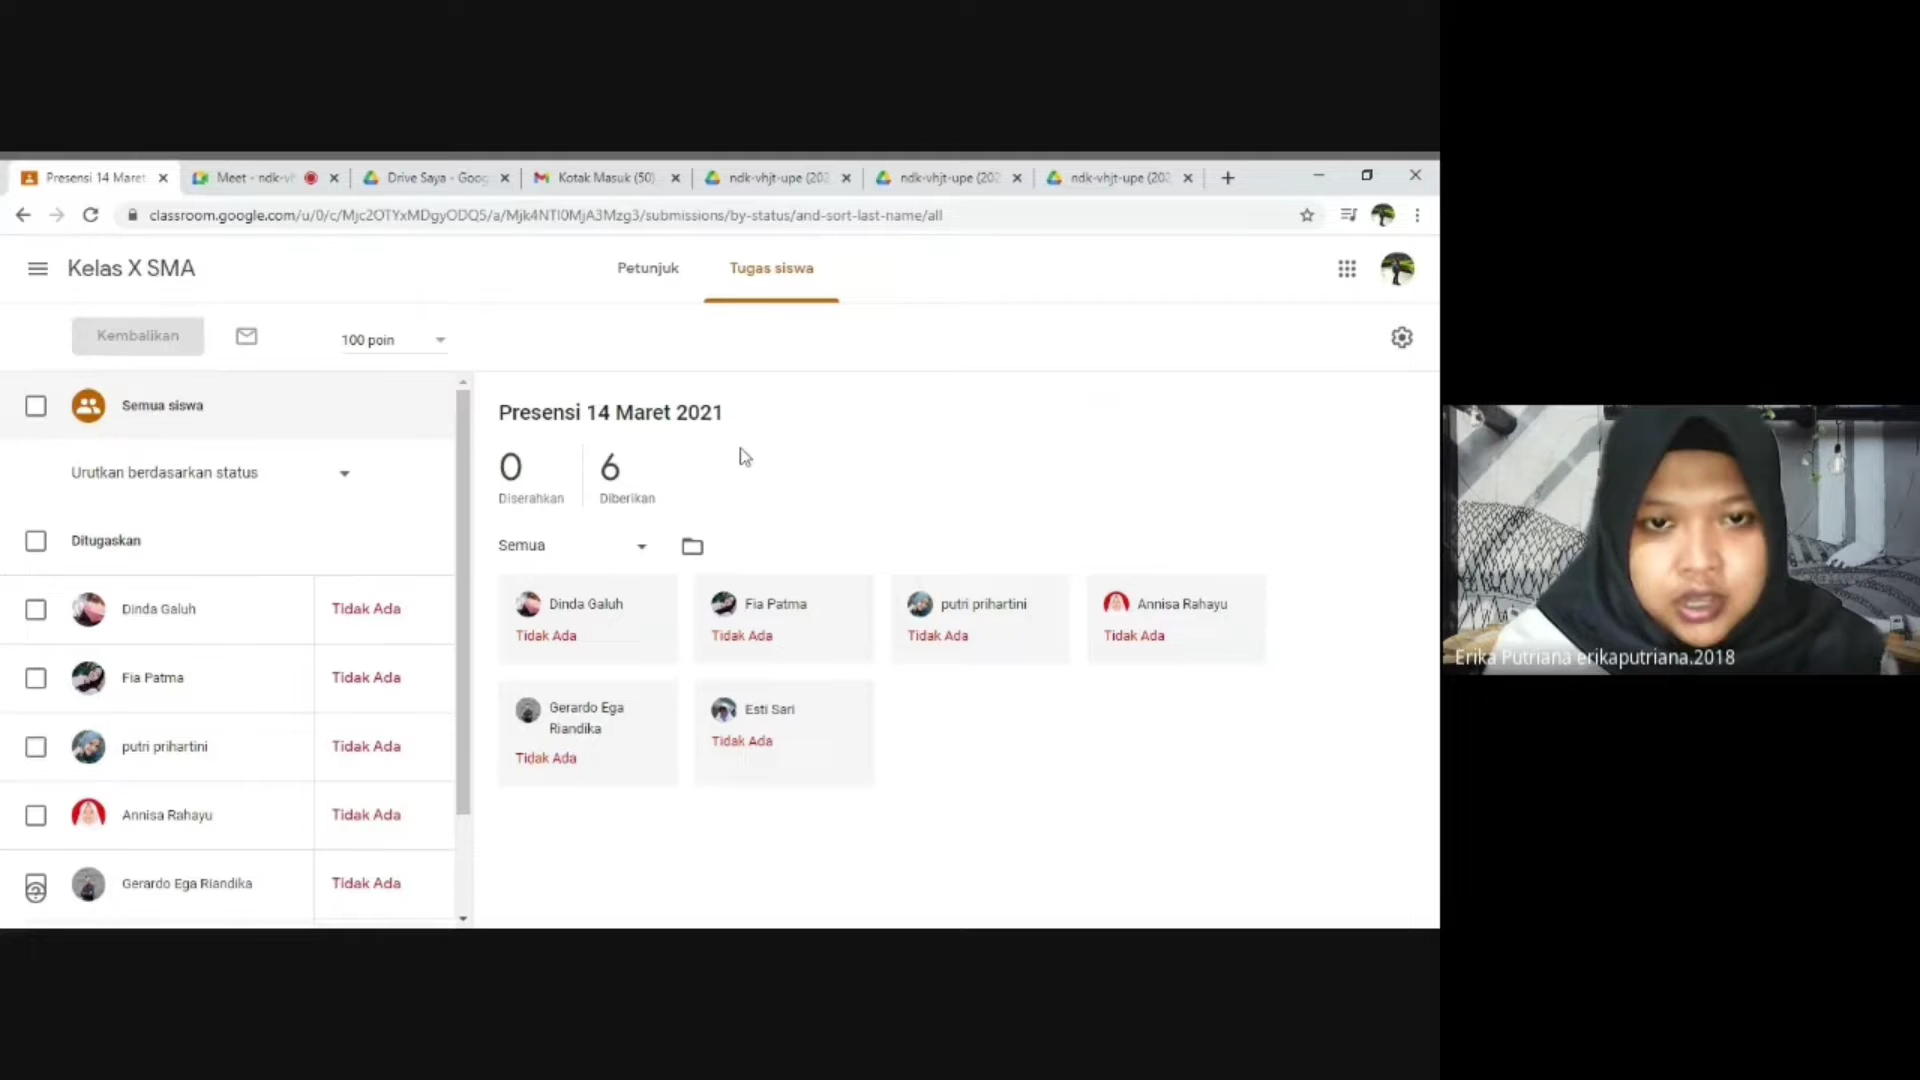 Presensi 14 Maret
Meet - ndk-vh
Drive Saya - Goog
Kotak Masuk (50)
ndk-vhjt-upe (202
ndk-vhjt-upe (202
ndk-vhjt-upe (202
classroom.google.com/u/0/c/Mjc2OTYxMDgyODQ5/a/Mjk4NTI0MjA3Mzg3/submissions/by-status/and-sort-last-name/all
Kelas X SMA
Petunjuk
Tugas siswa
Kembalikan
100 poin
Semua siswa
Urutkan berdasarkan status
Ditugaskan
Dinda Galuh Tidak Ada
Fia Patma Tidak Ada
putri prihartini Tidak Ada
Annisa Rahayu Tidak Ada
Gerardo Ega Riandika Tidak Ada
Presensi 14 Maret 2021
0 6
Diserahkan Diberikan
Semua
Dinda Galuh
Tidak Ada
Fia Patma
Tidak Ada
putri prihartini
Tidak Ada
Annisa Rahayu
Tidak Ada
Gerardo Ega
Riandika
Tidak Ada
Esti Sari
Tidak Ada
Erika Putriana erikaputriana.2018